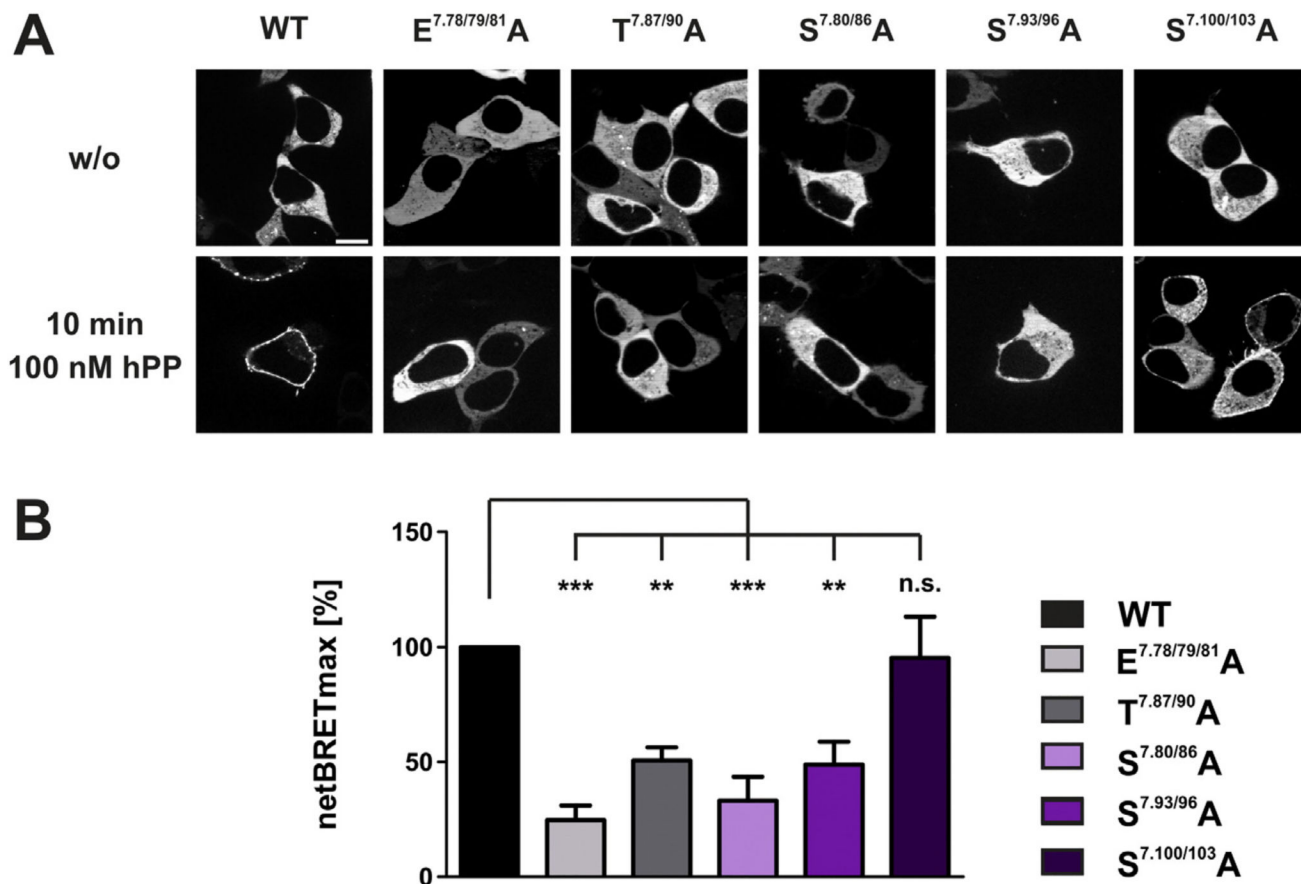 A
WT E7.78/79/81A T7.87/90A S7.80/86A S7.93/96A S7.100/103A
w/o
10 min
100 nM hPP
B
netBRETmax [%]
150
100
50
0
*** ** *** ** n.s.
WT
E7.78/79/81A
T7.87/90A
S7.80/86A
S7.93/96A
S7.100/103A